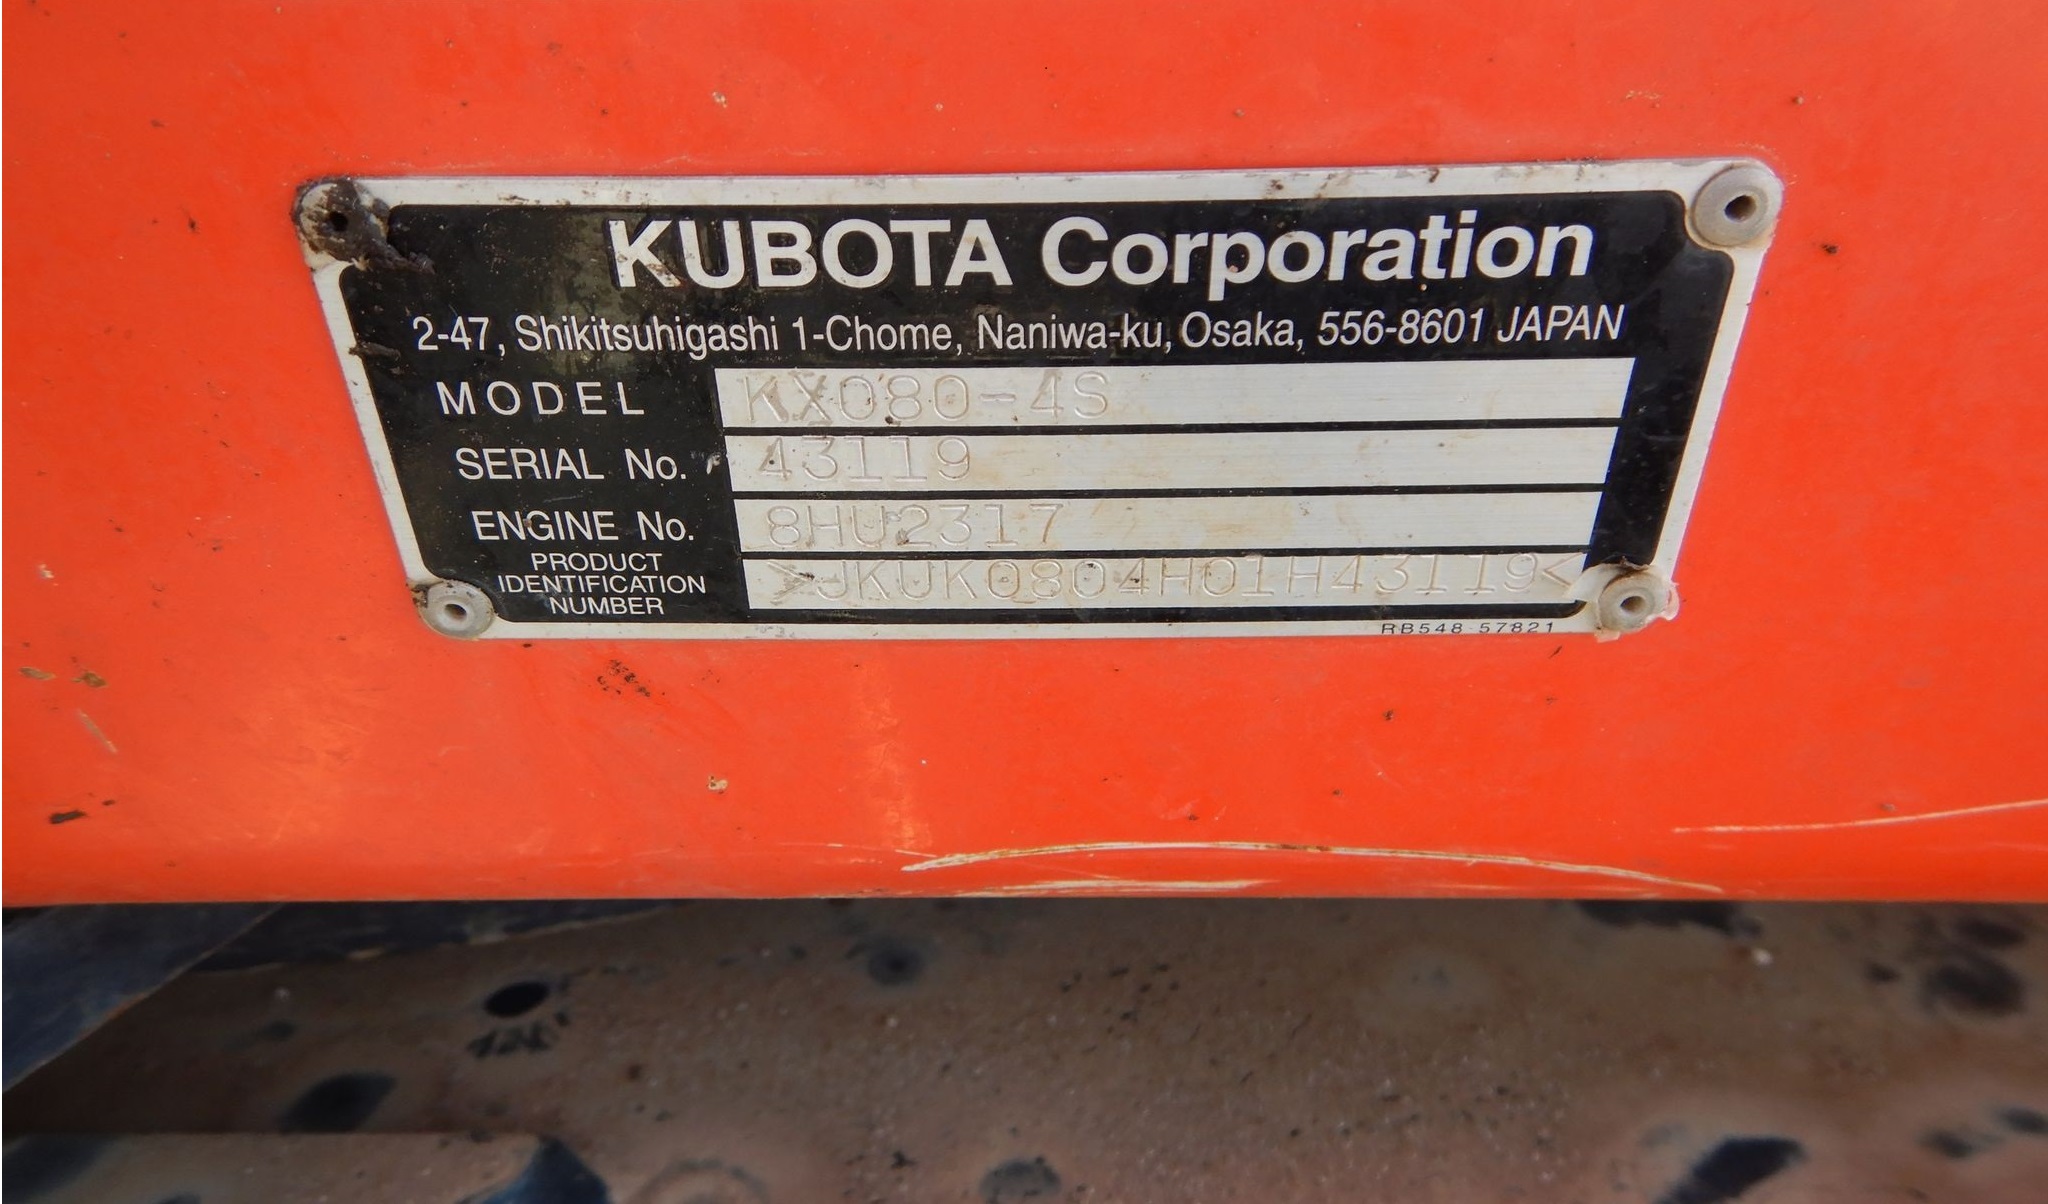 KUBOTA Corporation
2-47, Shikitsuhigashi 1-Chome, Naniwa-ku, Osaka, 556-8601 JAPAN
MODEL KX080-4S
SERIAL No. 43119
ENGINE No. 8HU2317
PRODUCT
IDENTIFICATION
NUMBER >JKUK0804H01H43119<
RB548-57821